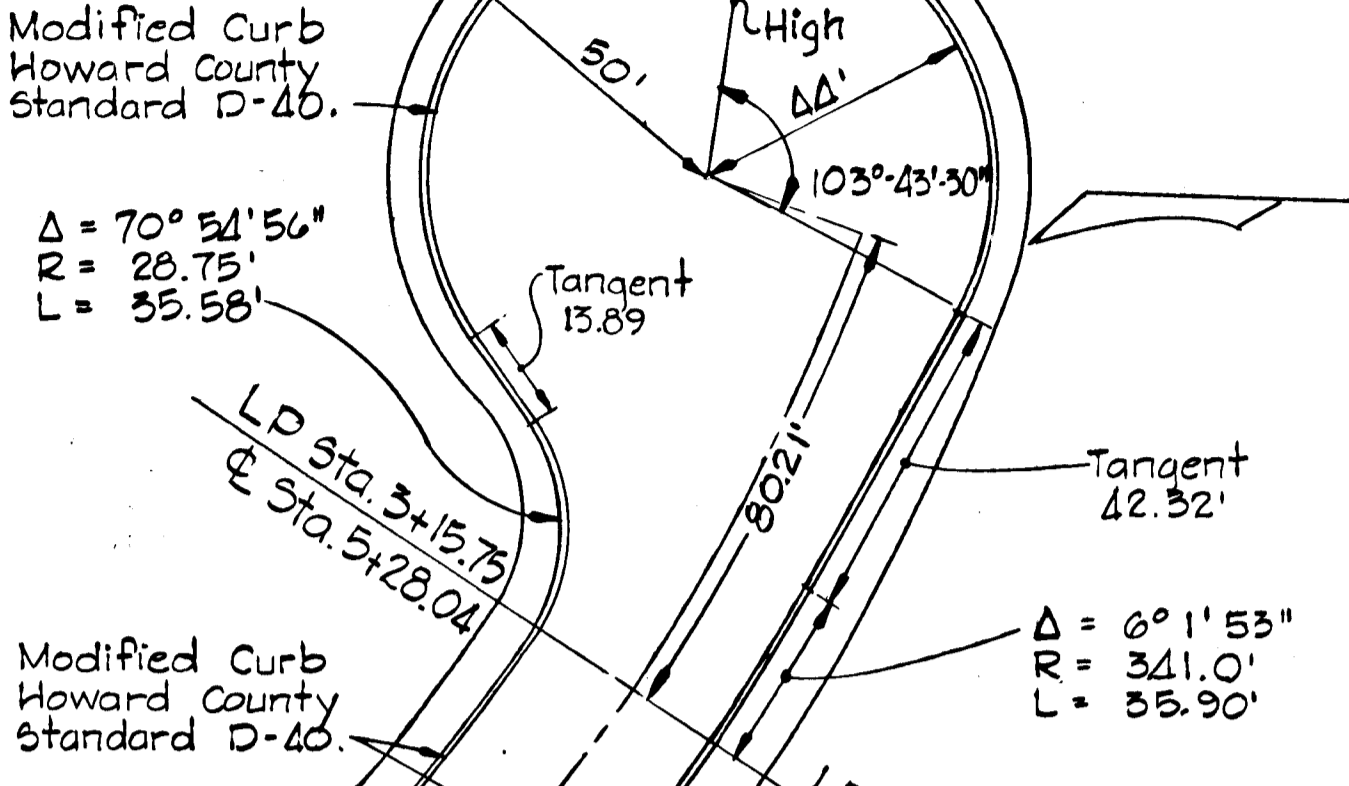 Modified Curb
Howard County
Standard D-40.
50'
High
44'
103°-43'-30"
Δ = 70° 54' 56"
R = 28.75'
L = 35.58'
Tangent
13.89
LP Sta. 3+15.75
℄ Sta. 5+28.04
80.21'
Tangent
42.32'
Modified Curb
Howard County
Standard D-40.
Δ = 6° 1' 53"
R = 341.0'
L = 35.90'